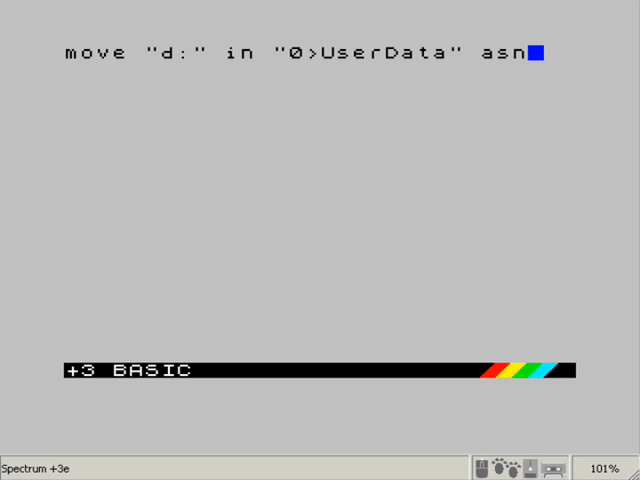 move "d:" in "0>UserData" asn
+3 BASIC
Spectrum +3e
101%